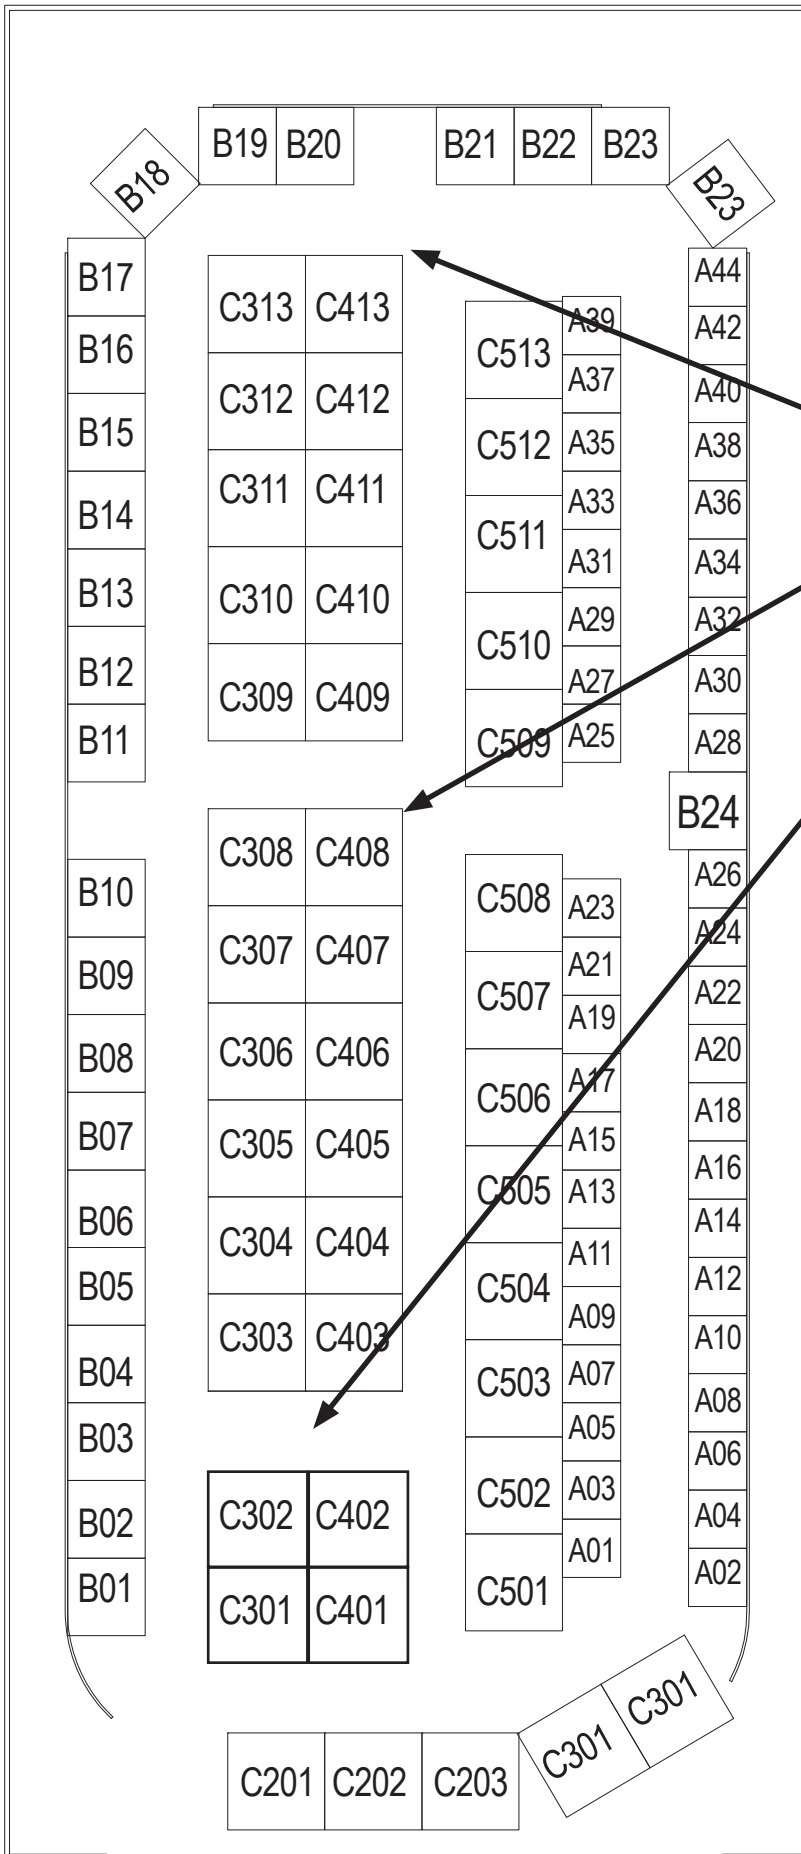 B19 B20 B21 B22 B23
B18 B23
B17 C313 C413 A44
B16 C513 A39 A42
B15 C312 C412 A37 A40
B14 C311 C411 C512 A35 A38
B13 C310 C410 C511 A33 A36
B12 C309 C409 A31 A34
B11 C510 A29 A32
A27 A30
C509 A25 A28
B24
B10 C308 C408 C508 A23 A26
B09 C307 C407 A21 A24
B08 C306 C406 C507 A19 A22
B07 C305 C405 C506 A17 A20
B06 C304 C404 A15 A18
B05 C303 C403 C505 A13 A16
B04 C504 A11 A14
B03 A09 A12
B02 C302 C402 C503 A07 A10
B01 C301 C401 A05 A08
C502 A03 A06
A01 A04
C501 A02
C201 C202 C203 C301 C301